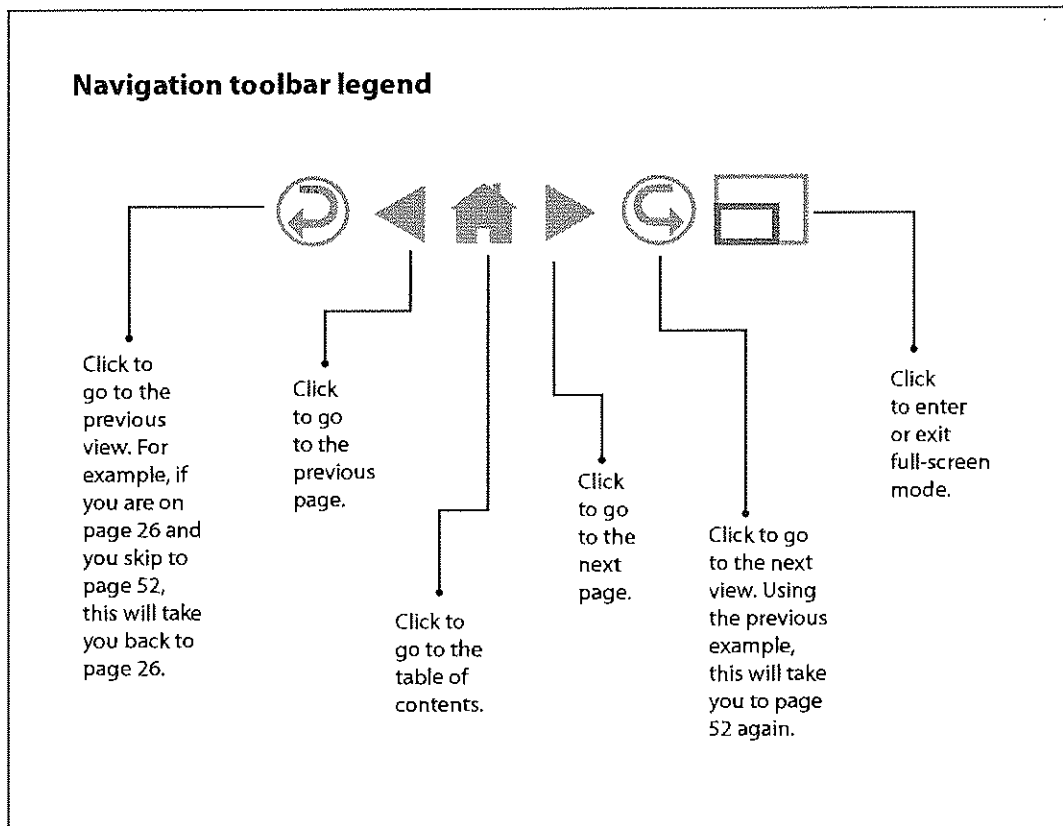 Navigation toolbar legend
Click to
go to the
previous
view. For
example, if
you are on
page 26 and
you skip to
page 52,
this will take
you back to
page 26.
Click
to go
to the
previous
page.
Click to
go to the
table of
contents.
Click
to go
to the
next
page.
Click to go
to the next
view. Using
the previous
example,
this will take
you to page
52 again.
Click
to enter
or exit
full-screen
mode.